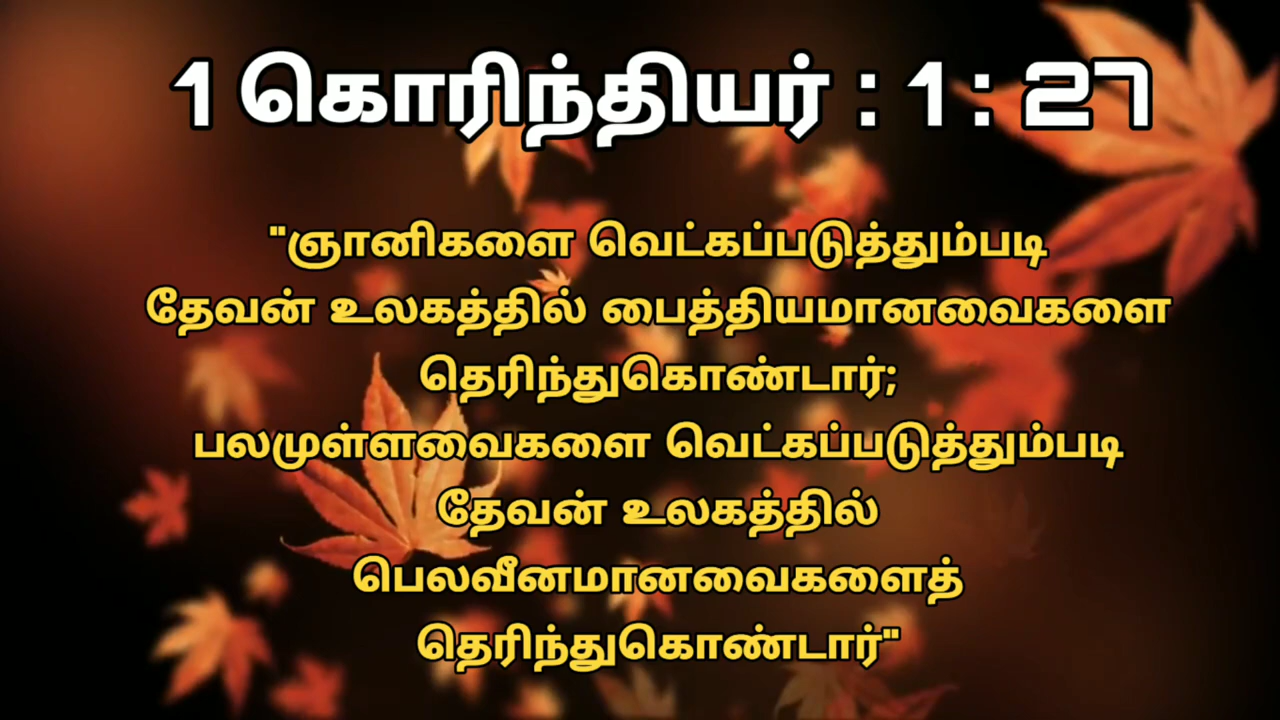 1 கொரிந்தியர் : 1 : 27
"ஞானிகளை வெட்கப்படுத்தும்படி
தேவன் உலகத்தில் பைத்தியமானவைகளை
தெரிந்துகொண்டார்;
பலமுள்ளவைகளை வெட்கப்படுத்தும்படி
தேவன் உலகத்தில்
பெலவீனமானவைகளைத்
தெரிந்துகொண்டார்"